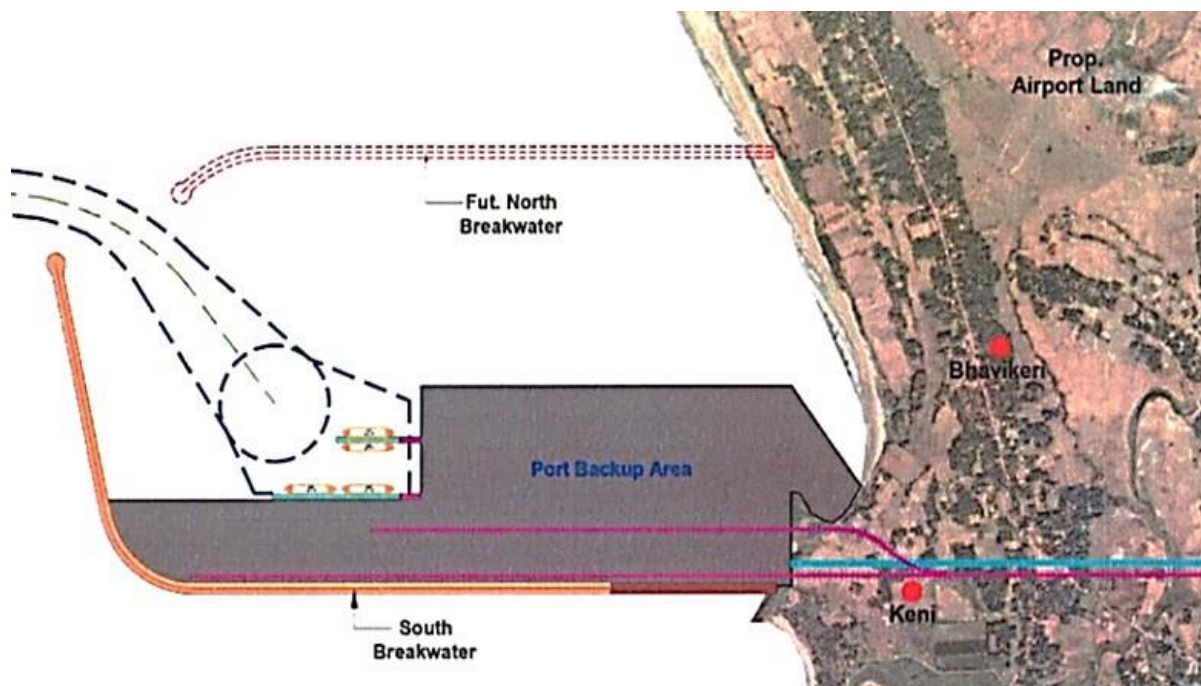 Prop.
Airport Land
Fut. North
Breakwater
Bhavikeri
Port Backup Area
Keni
South
Breakwater